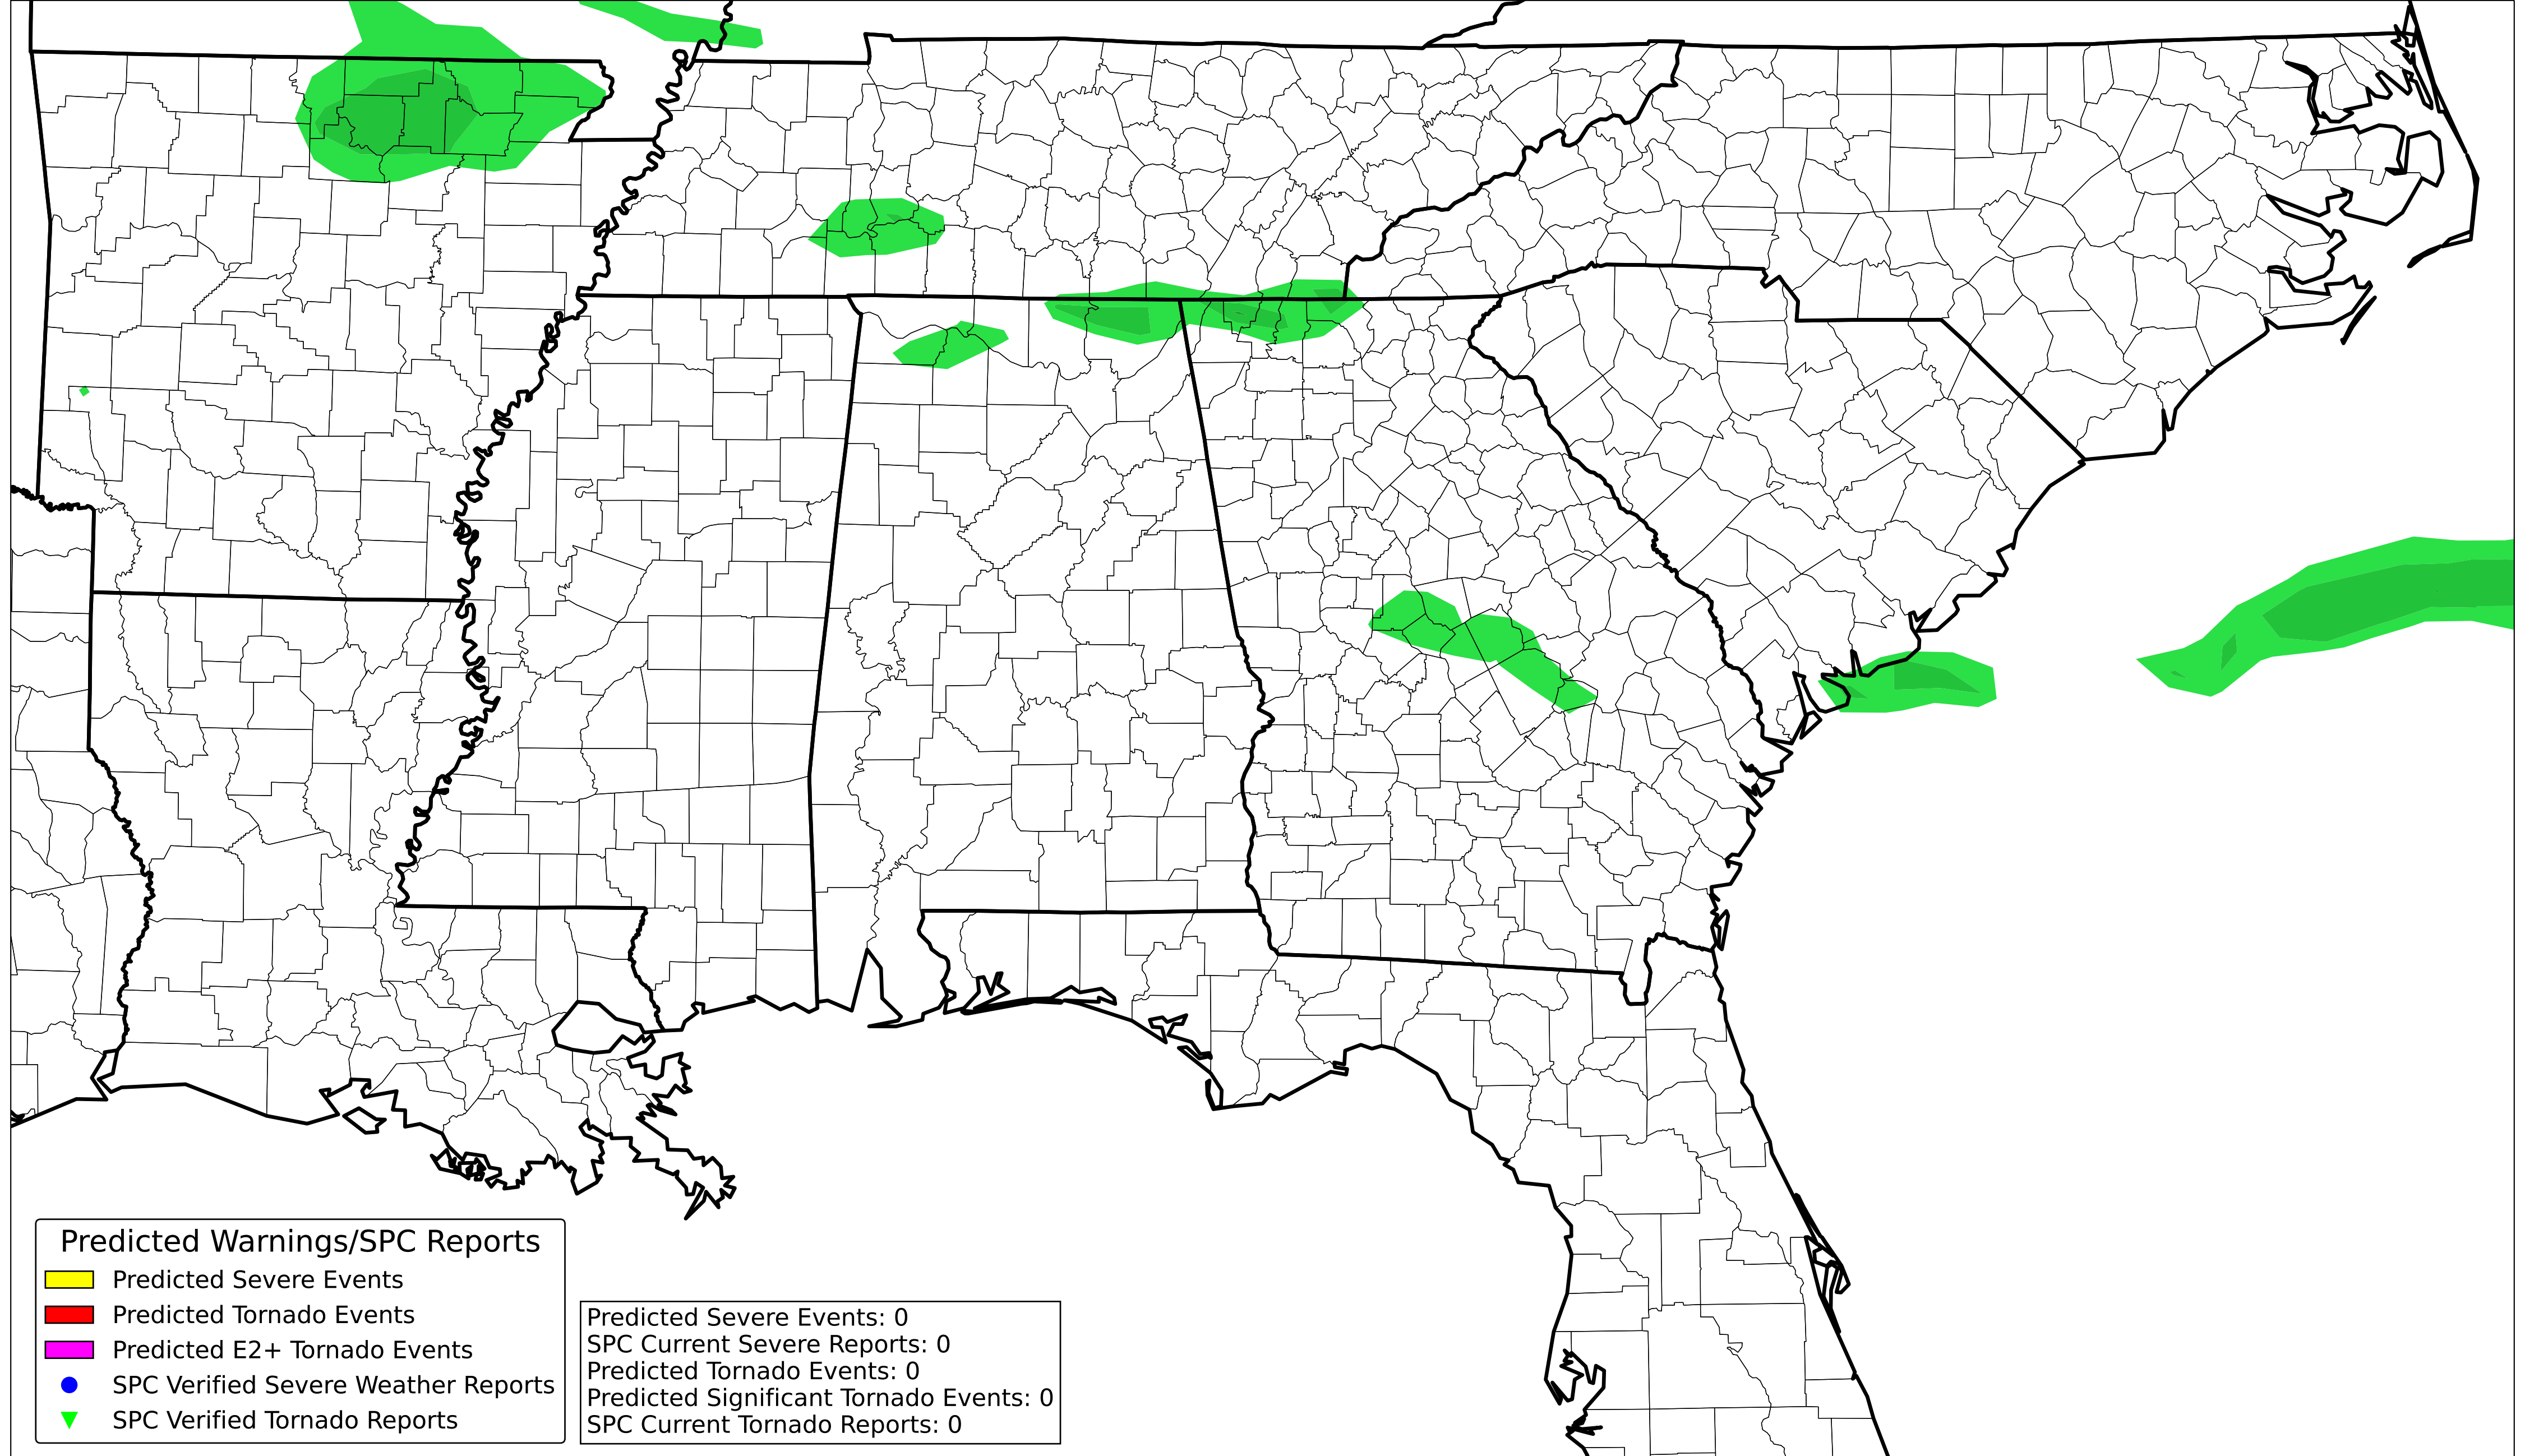 Predicted Warnings/SPC Reports
Predicted Severe Events
Predicted Tornado Events
Predicted E2+ Tornado Events
SPC Verified Severe Weather Reports
SPC Verified Tornado Reports
Predicted Severe Events: 0
SPC Current Severe Reports: 0
Predicted Tornado Events: 0
Predicted Significant Tornado Events: 0
SPC Current Tornado Reports: 0